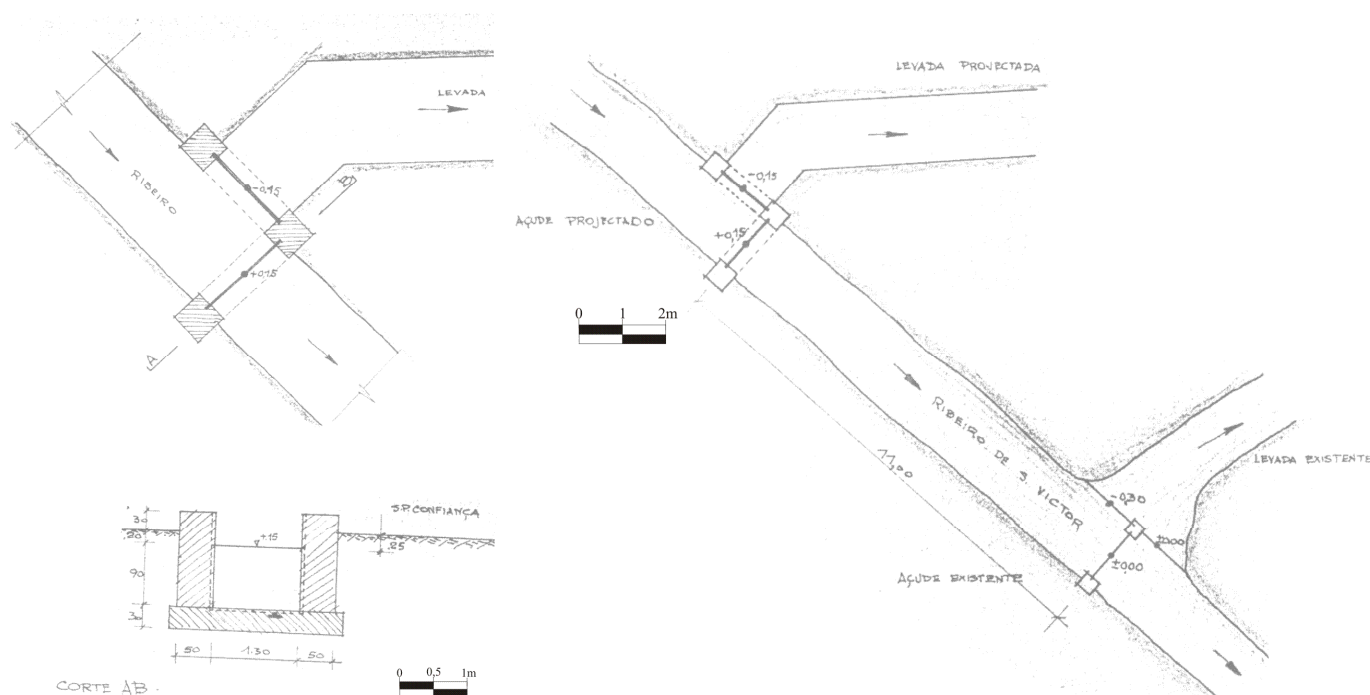 LEVADA
RIBEIRO
-0,15
+0,15
B
A
LEVADA PROJECTADA
-0,15
AÇUDE PROJECTADO
+0,15
0 1 2m
RIBEIRO DE S. VICTOR
11,00
LEVADA EXISTENTE
-0,30
±0,00
±0,00
AÇUDE EXISTENTE
S.P. CONFIANÇA
30
.20
+.15
.25
90
30
50 1.30 50
CORTE AB.
0 0,5 1m